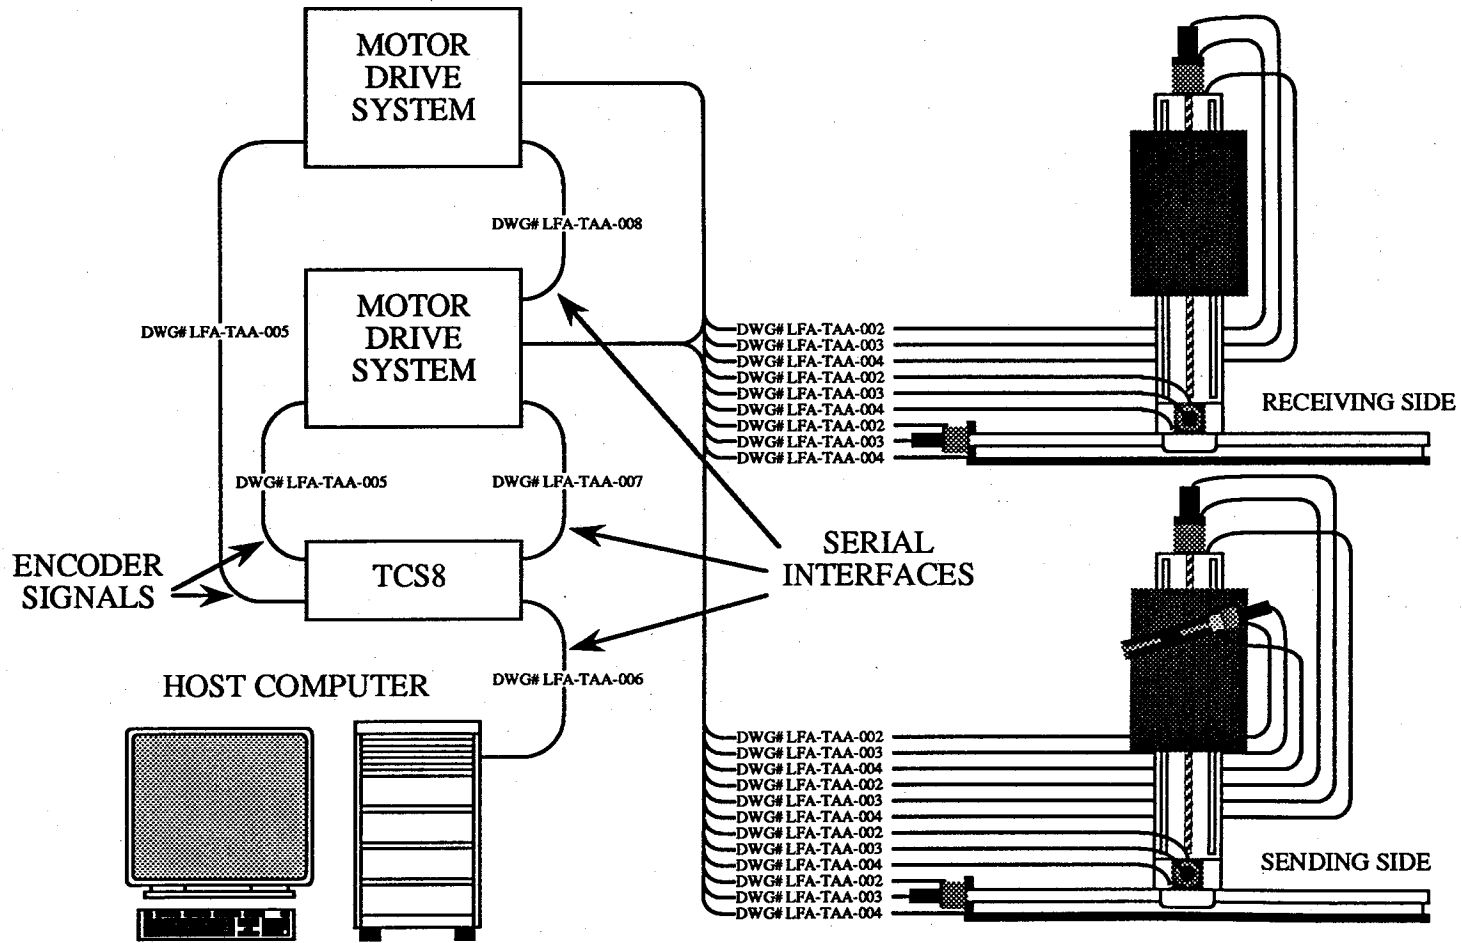 MOTOR
DRIVE
SYSTEM
DWG# LFA-TAA-008
DWG# LFA-TAA-005
MOTOR
DRIVE
SYSTEM
DWG# LFA-TAA-005
DWG# LFA-TAA-007
ENCODER
SIGNALS
TCS8
SERIAL
INTERFACES
DWG# LFA-TAA-006
HOST COMPUTER
DWG# LFA-TAA-002
DWG# LFA-TAA-003
DWG# LFA-TAA-004
DWG# LFA-TAA-002
DWG# LFA-TAA-003
DWG# LFA-TAA-004
DWG# LFA-TAA-002
DWG# LFA-TAA-003
DWG# LFA-TAA-004
RECEIVING SIDE
DWG# LFA-TAA-002
DWG# LFA-TAA-003
DWG# LFA-TAA-004
DWG# LFA-TAA-002
DWG# LFA-TAA-003
DWG# LFA-TAA-004
DWG# LFA-TAA-002
DWG# LFA-TAA-003
DWG# LFA-TAA-004
DWG# LFA-TAA-002
DWG# LFA-TAA-003
DWG# LFA-TAA-004
SENDING SIDE